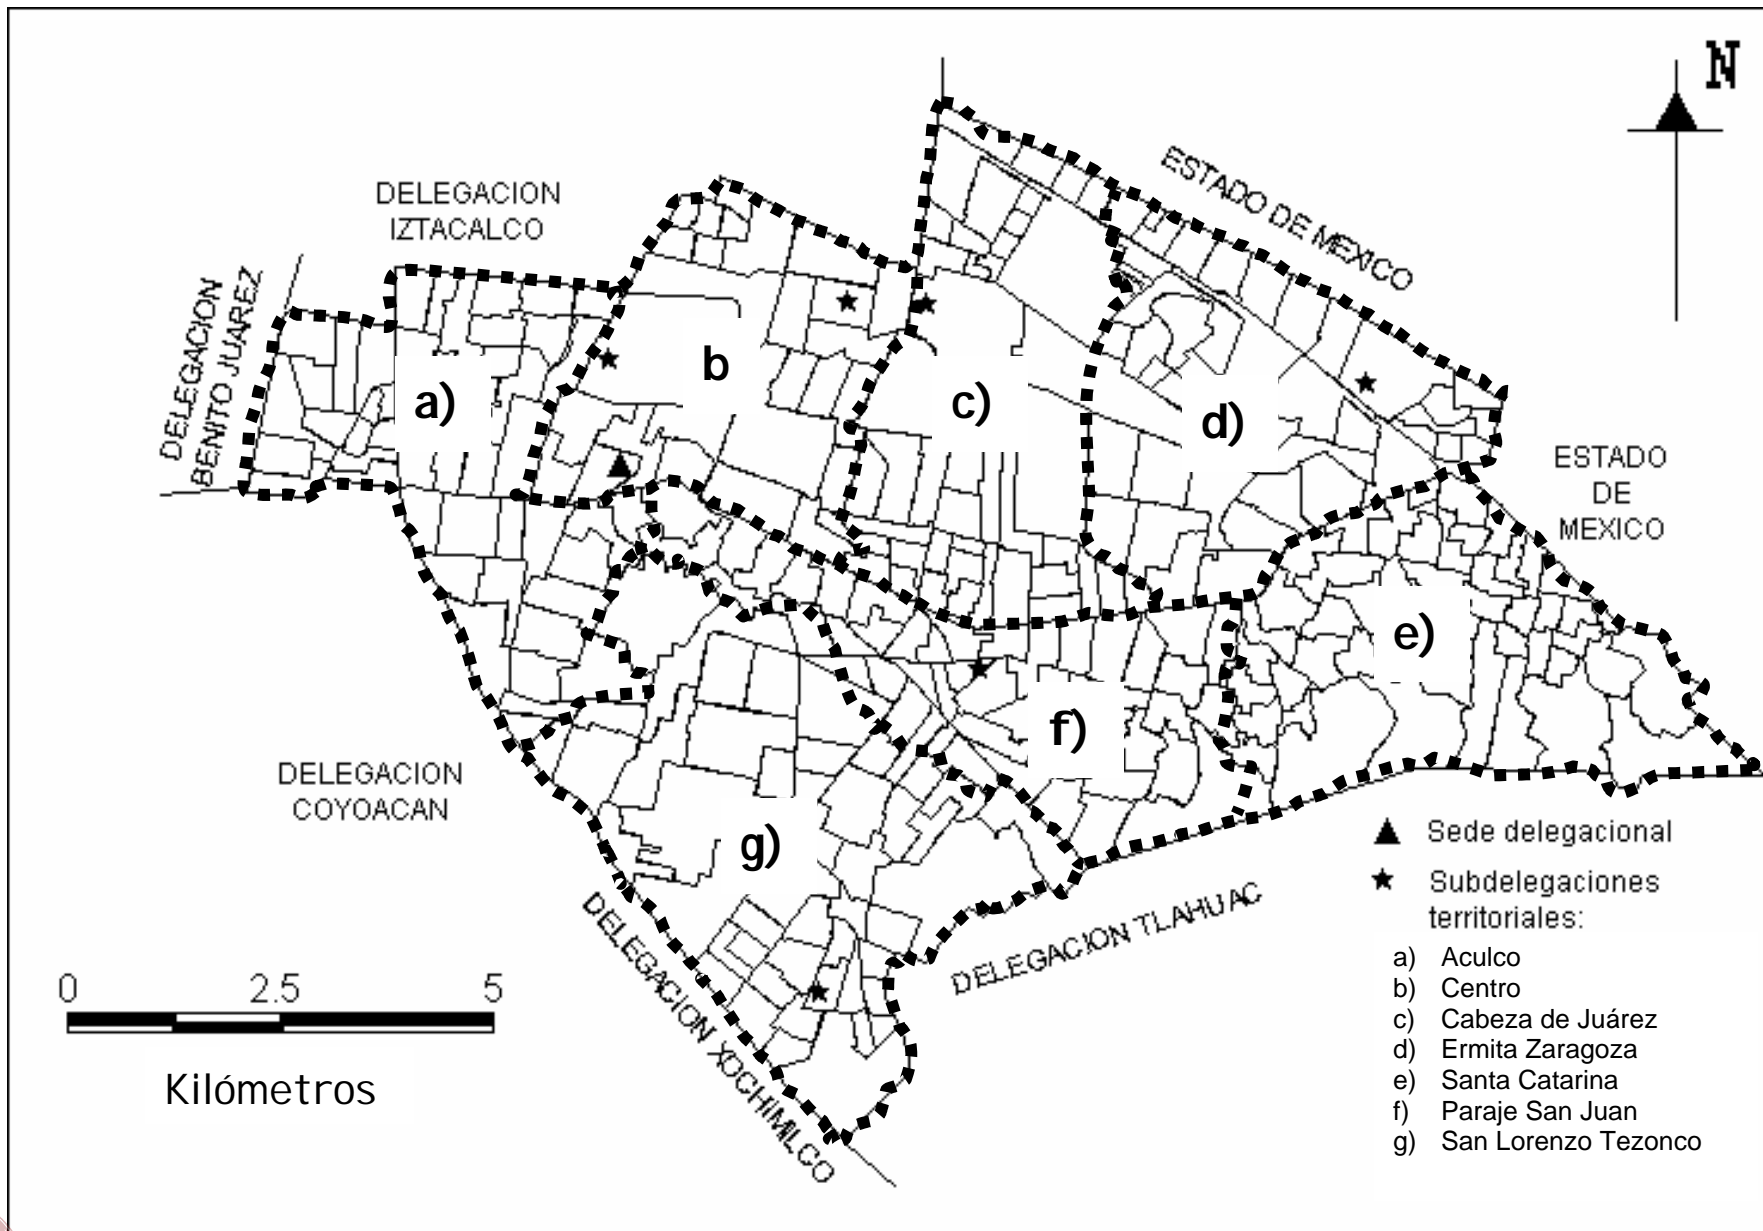 N
ESTADO DE MEXICO
DELEGACION
IZTACALCO
DELEGACION
BENITO JUAREZ
b
a)
c)
d)
ESTADO
DE
MEXICO
e)
f)
DELEGACION
COYOACAN
g)
Sede delegacional
Subdelegaciones
territoriales:
DELEGACION TLAHUAC
DELEGACION XOCHIMILCO
a) Aculco
b) Centro
c) Cabeza de Juárez
d) Ermita Zaragoza
e) Santa Catarina
f) Paraje San Juan
g) San Lorenzo Tezonco
0 2.5 5
Kilómetros